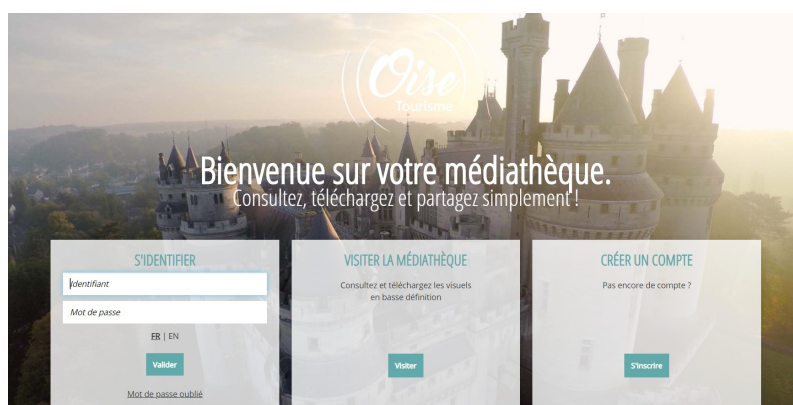 Oise
Tourisme
Bienvenue sur votre médiathèque.
Consultez, téléchargez et partagez simplement !
S'IDENTIFIER
Identifiant
Mot de passe
FR | EN
Valider
Mot de passe oublié
VISITER LA MÉDIATHÈQUE
Consultez et téléchargez les visuels
en basse définition
Visiter
CRÉER UN COMPTE
Pas encore de compte ?
S'inscrire